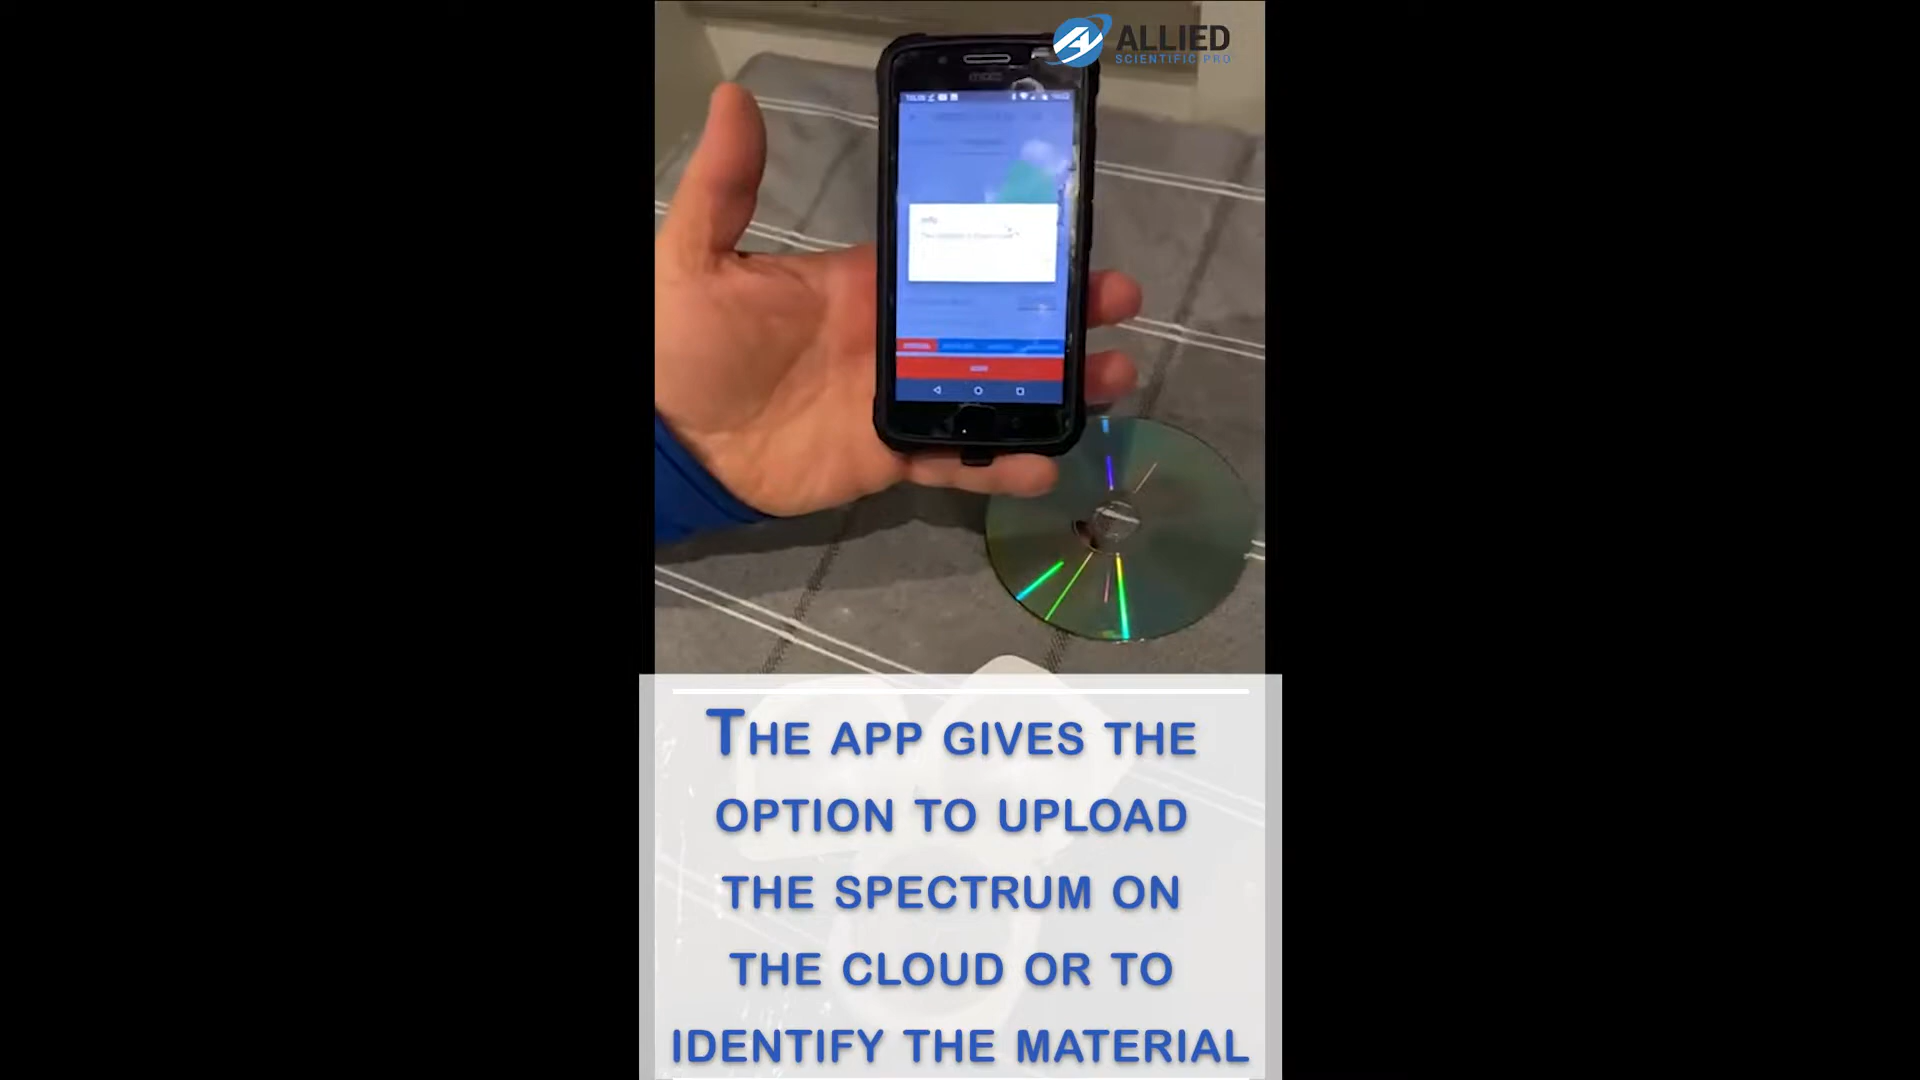 ALLIED
SCIENTIFIC PRO
Info
THE APP GIVES THE
OPTION TO UPLOAD
THE SPECTRUM ON
THE CLOUD OR TO
IDENTIFY THE MATERIAL